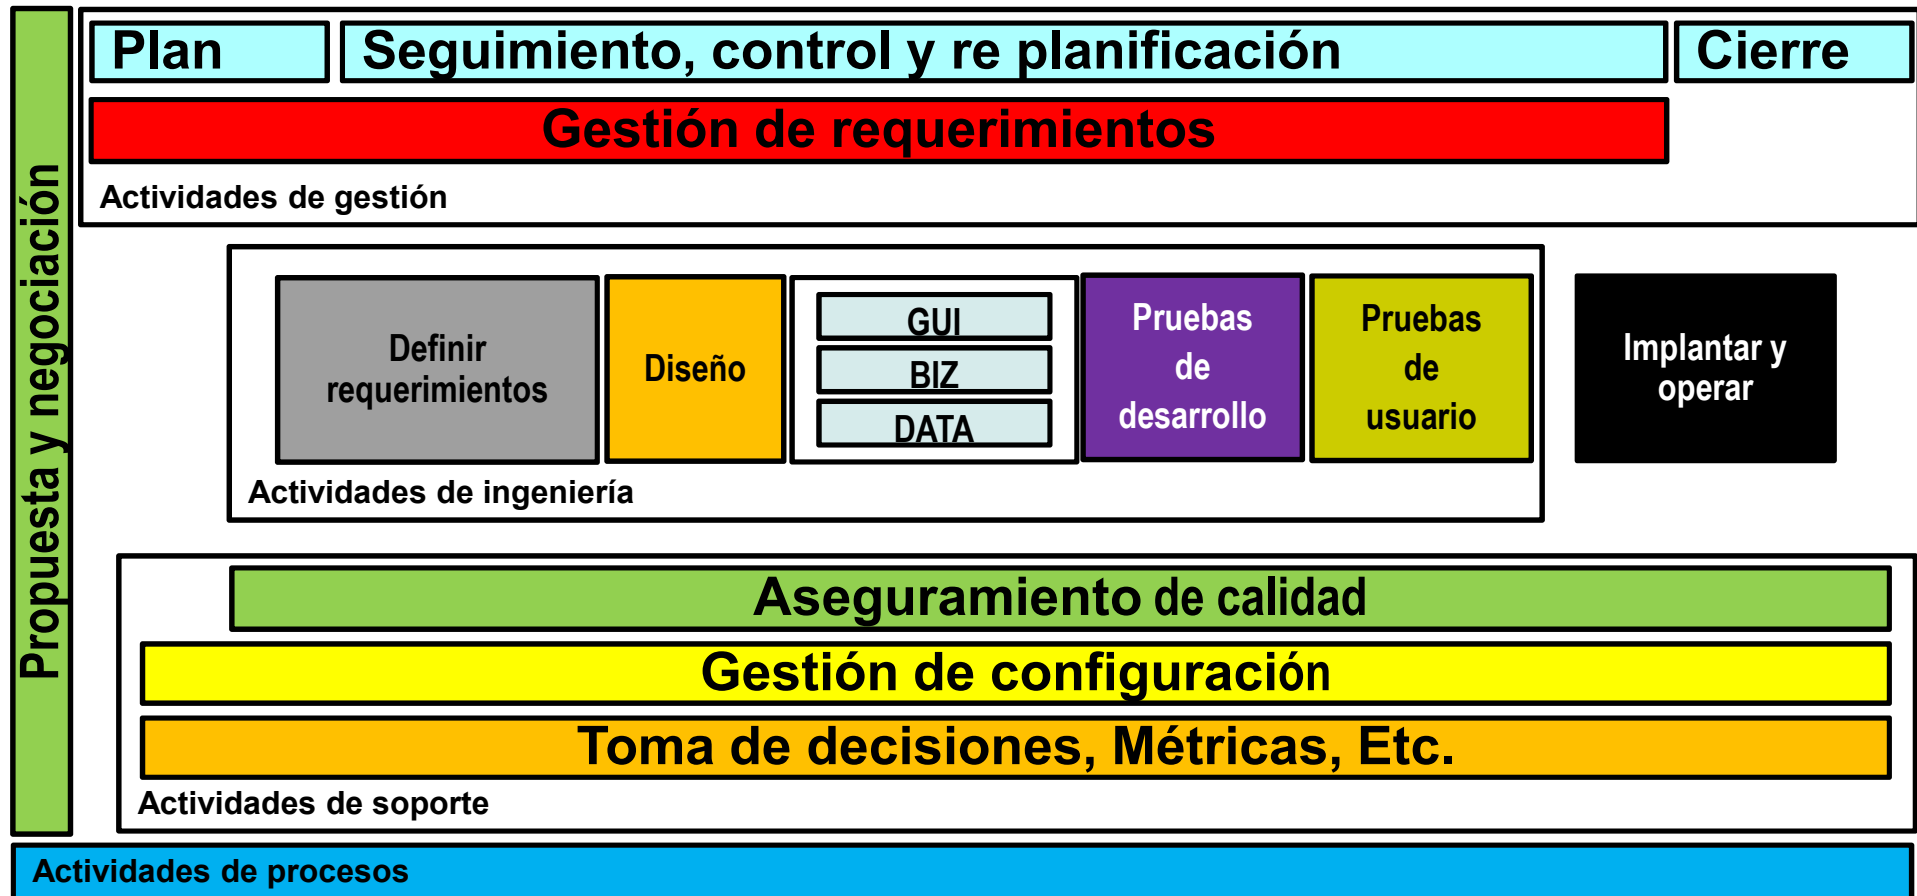 Propuesta y negociación
Plan
Seguimiento, control y re planificación
Cierre
Gestión de requerimientos
Actividades de gestión
Definir
requerimientos
Diseño
GUI
BIZ
DATA
Pruebas
de
desarrollo
Pruebas
de
usuario
Implantar y
operar
Actividades de ingeniería
Aseguramiento de calidad
Gestión de configuración
Toma de decisiones, Métricas, Etc.
Actividades de soporte
Actividades de procesos